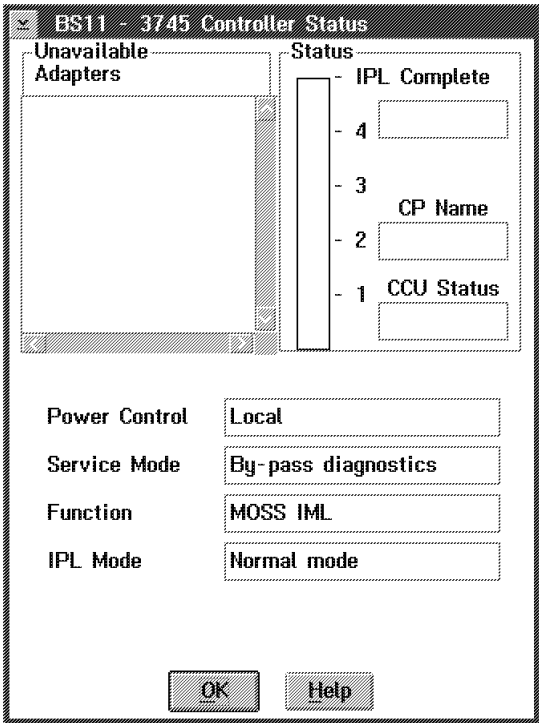 BS11 - 3745 Controller Status
Unavailable
Adapters
Status
- IPL Complete
- 4
- 3
CP Name
- 2
CCU Status
- 1
Power Control Local
Service Mode By-pass diagnostics
Function MOSS IML
IPL Mode Normal mode
OK Help